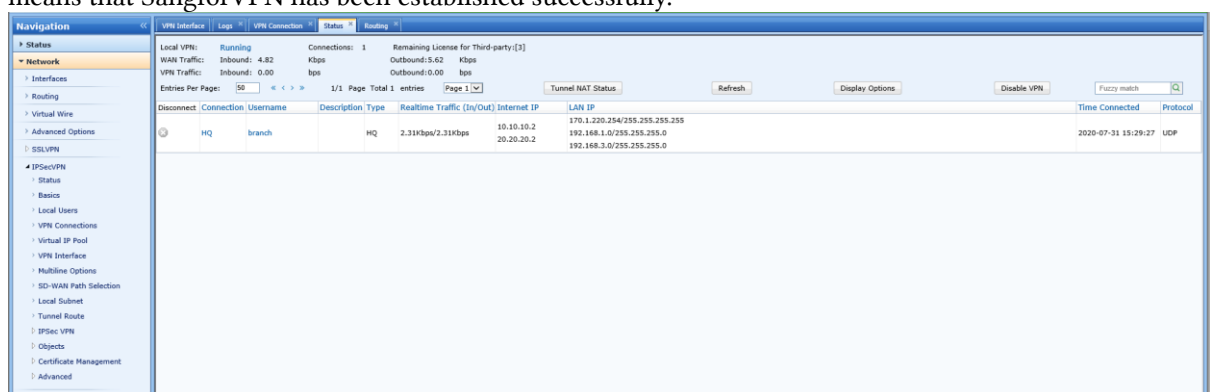 means that SangforVPN has been established successfully.
Navigation
VPN Interface Logs VPN Connection Status Routing
Status
Network
Interfaces
Routing
Virtual Wire
Advanced Options
SSLVPN
IPSecVPN
Status
Basics
Local Users
VPN Connections
Virtual IP Pool
VPN Interface
Multiline Options
SD-WAN Path Selection
Local Subnet
Tunnel Route
IPSec VPN
Objects
Certificate Management
Advanced
Local VPN: Running Connections: 1 Remaining License for Third-party:[3]
WAN Traffic: Inbound: 4.82 Kbps Outbound:5.62 Kbps
VPN Traffic: Inbound: 0.00 bps Outbound:0.00 bps
Entries Per Page: 50 1/1 Page Total 1 entries Page 1 Tunnel NAT Status Refresh Display Options Disable VPN Fuzzy match
Disconnect Connection Username Description Type Realtime Traffic (In/Out) Internet IP LAN IP Time Connected Protocol
HQ branch HQ 2.31Kbps/2.31Kbps
10.10.10.2
20.20.20.2
170.1.220.254/255.255.255.255
192.168.1.0/255.255.255.0
192.168.3.0/255.255.255.0
2020-07-31 15:29:27 UDP